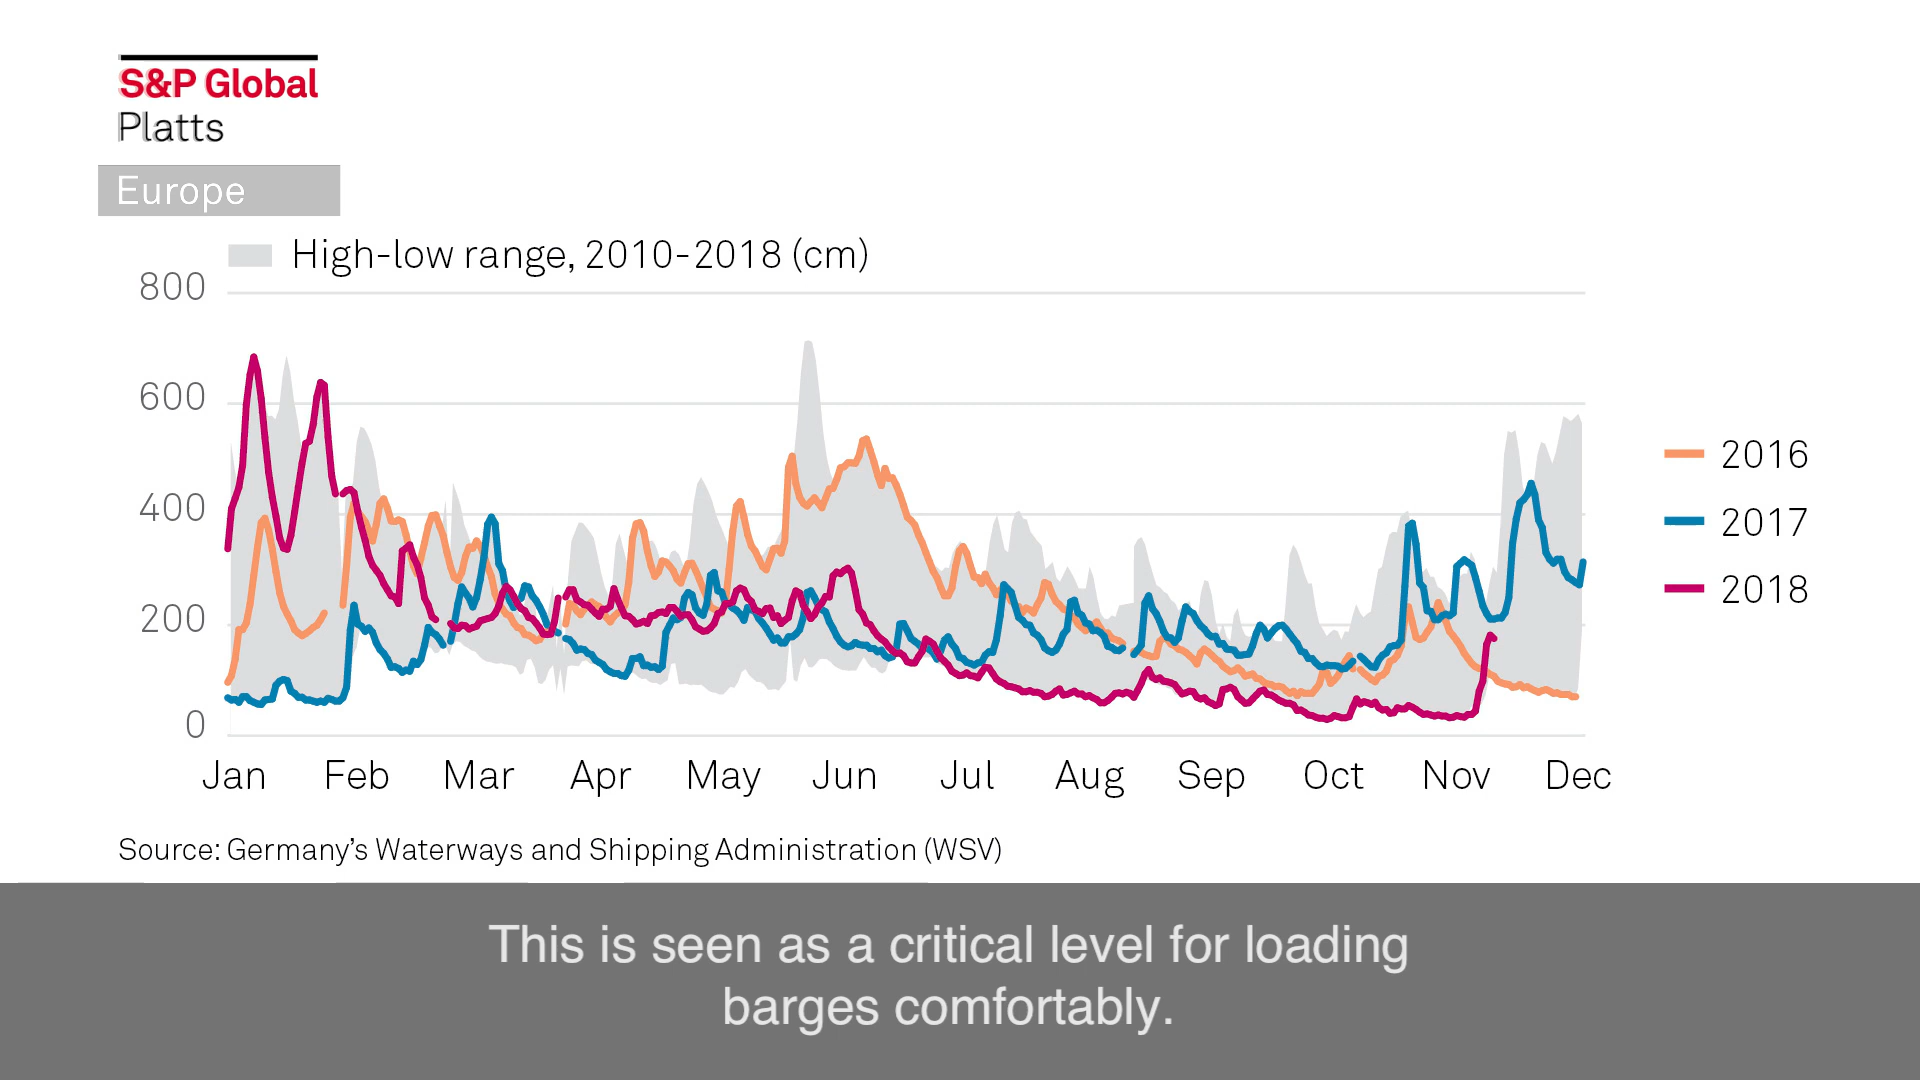 S&P Global
Platts
Europe
High-low range, 2010-2018 (cm)
800
600
400
200
0
Jan Feb Mar Apr May Jun Jul Aug Sep Oct Nov Dec
2016
2017
2018
Source: Germany's Waterways and Shipping Administration (WSV)
This is seen as a critical level for loading
barges comfortably.